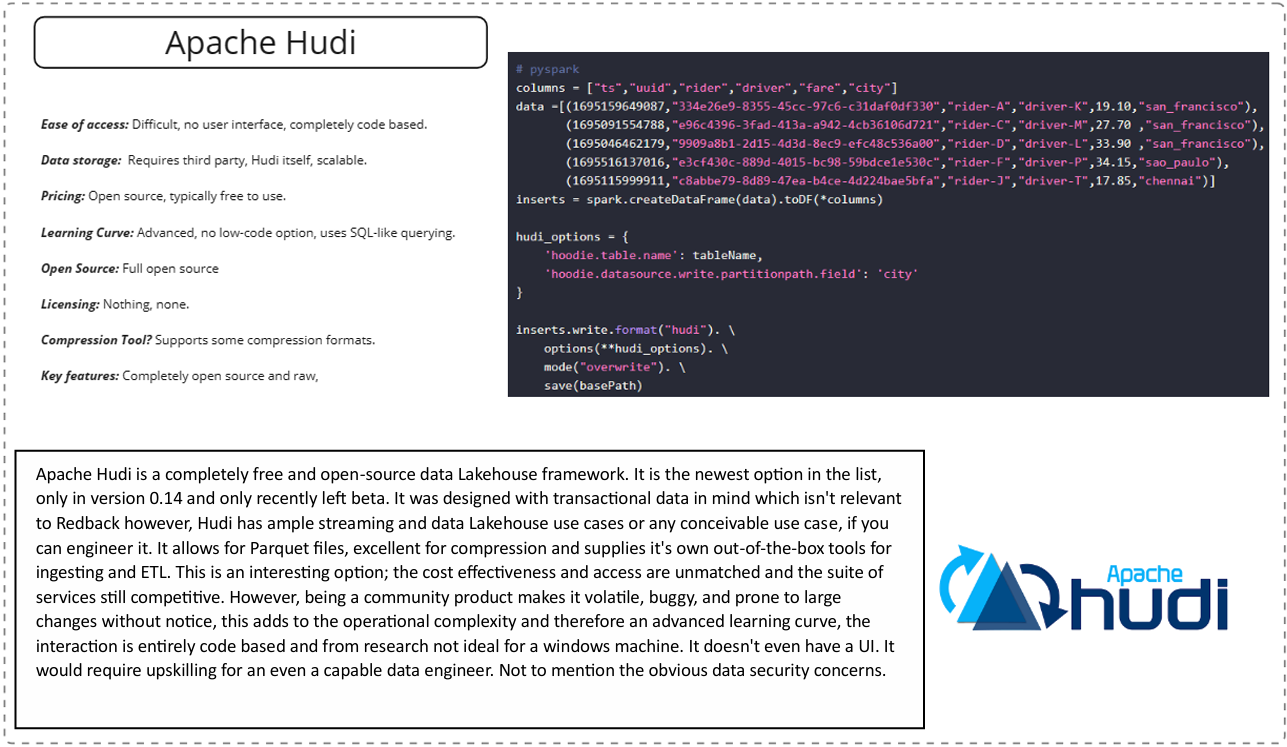 Apache Hudi
Ease of access: Difficult, no user interface, completely code based.
Data storage:  Requires third party, Hudi itself, scalable.
Pricing: Open source, typically free to use.
Learning Curve: Advanced, no low-code option, uses SQL-like querying.
Open Source: Full open source
Licensing: Nothing, none.
Compression Tool? Supports some compression formats.
Key features: Completely open source and raw,
# pyspark
columns = ["ts","uuid","rider","driver","fare","city"]
data =[(1695159649087,"334e26e9-8355-45cc-97c6-c31daf0df330","rider-A","driver-K",19.10,"san_francisco"),
       (1695091554788,"e96c4396-3fad-413a-a942-4cb36106d721","rider-C","driver-M",27.70 ,"san_francisco"),
       (1695046462179,"9909a8b1-2d15-4d3d-8ec9-efc48c536a00","rider-D","driver-L",33.90 ,"san_francisco"),
       (1695516137016,"e3cf430c-889d-4015-bc98-59bdce1e530c","rider-F","driver-P",34.15,"sao_paulo"),
       (1695115999911,"c8abbe79-8d89-47ea-b4ce-4d224bae5bfa","rider-J","driver-T",17.85,"chennai")]
inserts = spark.createDataFrame(data).toDF(*columns)
hudi_options = {
    'hoodie.table.name': tableName,
    'hoodie.datasource.write.partitionpath.field': 'city'
}
inserts.write.format("hudi"). \
    options(**hudi_options). \
    mode("overwrite"). \
    save(basePath)
Apache Hudi is a completely free and open-source data Lakehouse framework. It is the newest option in the list,
only in version 0.14 and only recently left beta. It was designed with transactional data in mind which isn't relevant
to Redback however, Hudi has ample streaming and data Lakehouse use cases or any conceivable use case, if you
can engineer it. It allows for Parquet files, excellent for compression and supplies it's own out-of-the-box tools for
ingesting and ETL. This is an interesting option; the cost effectiveness and access are unmatched and the suite of
services still competitive. However, being a community product makes it volatile, buggy, and prone to large
changes without notice, this adds to the operational complexity and therefore an advanced learning curve, the
interaction is entirely code based and from research not ideal for a windows machine. It doesn't even have a UI. It
would require upskilling for an even a capable data engineer. Not to mention the obvious data security concerns.
Apache
hudi